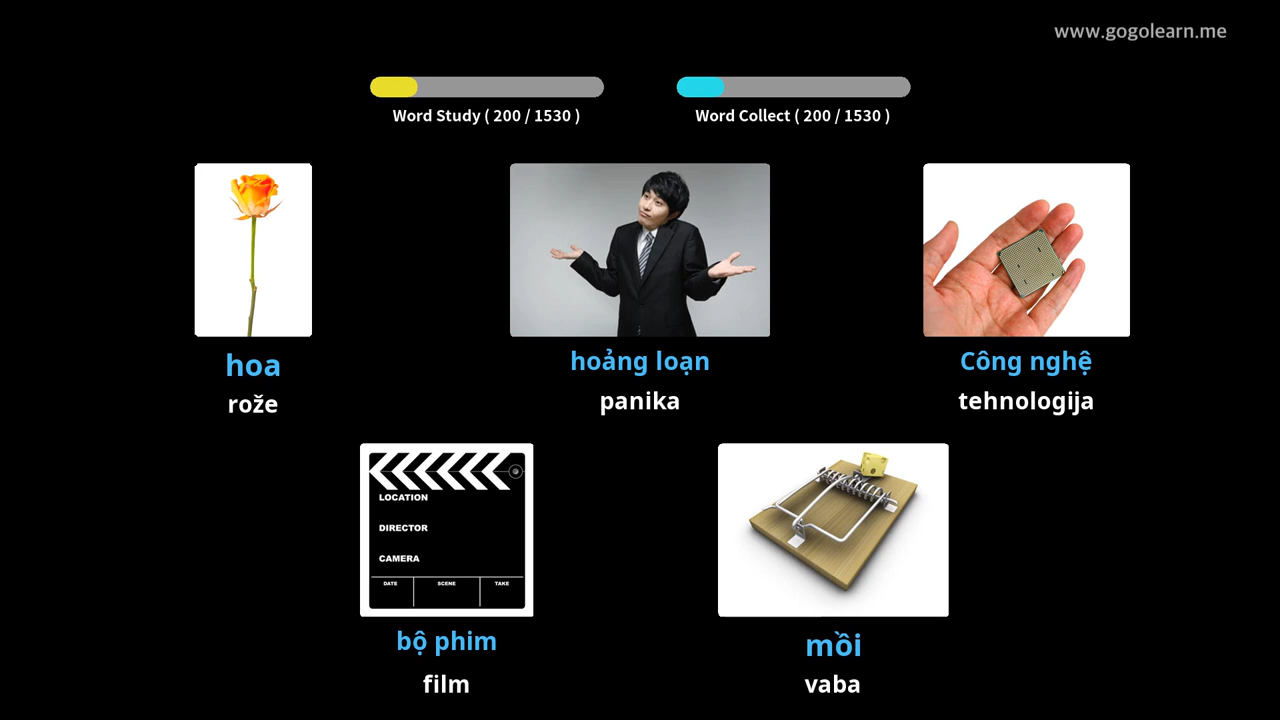 www.gogolearn.me
Word Study ( 200 / 1530 )
Word Collect ( 200 / 1530 )
hoa
rože
hoảng loạn
panika
Công nghệ
tehnologija
LOCATION
DIRECTOR
CAMERA
DATE SCENE TAKE
bộ phim
film
mồi
vaba